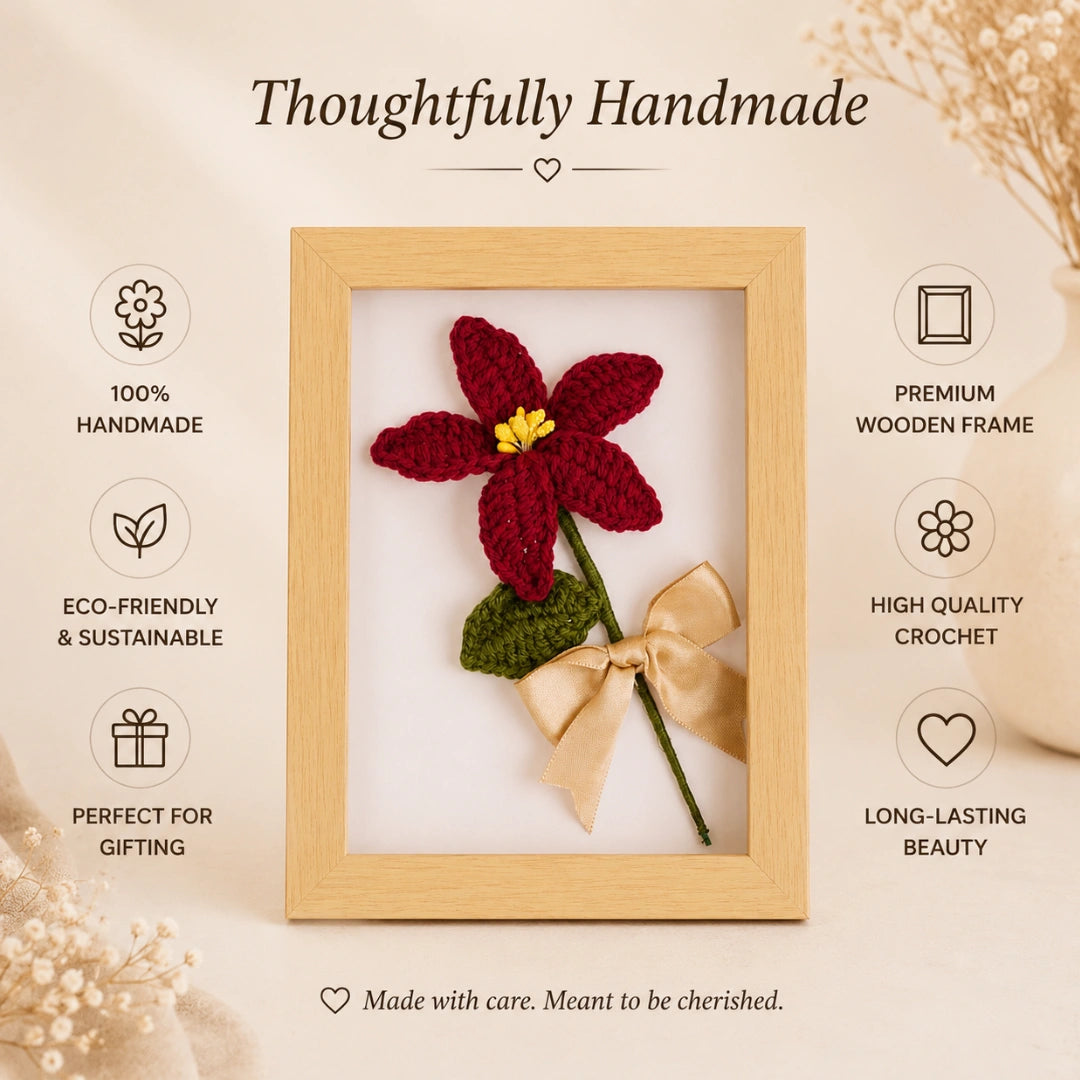 Thoughtfully Handmade
100%
HANDMADE
ECO-FRIENDLY
& SUSTAINABLE
PERFECT FOR
GIFTING
PREMIUM
WOODEN FRAME
HIGH QUALITY
CROCHET
LONG-LASTING
BEAUTY
Made with care. Meant to be cherished.